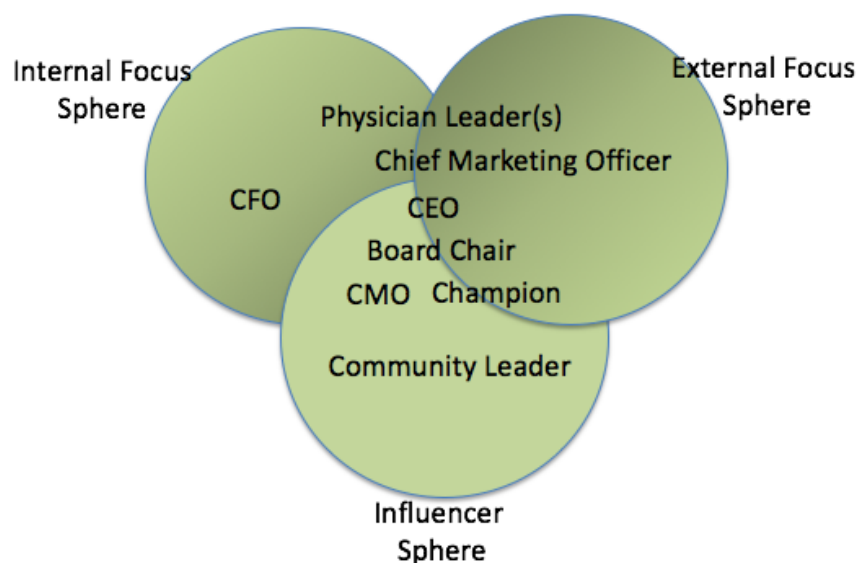 Internal Focus
Sphere
External Focus
Sphere
Physician Leader(s)
Chief Marketing Officer
CFO
CEO
Board Chair
CMO
Champion
Community Leader
Influencer
Sphere